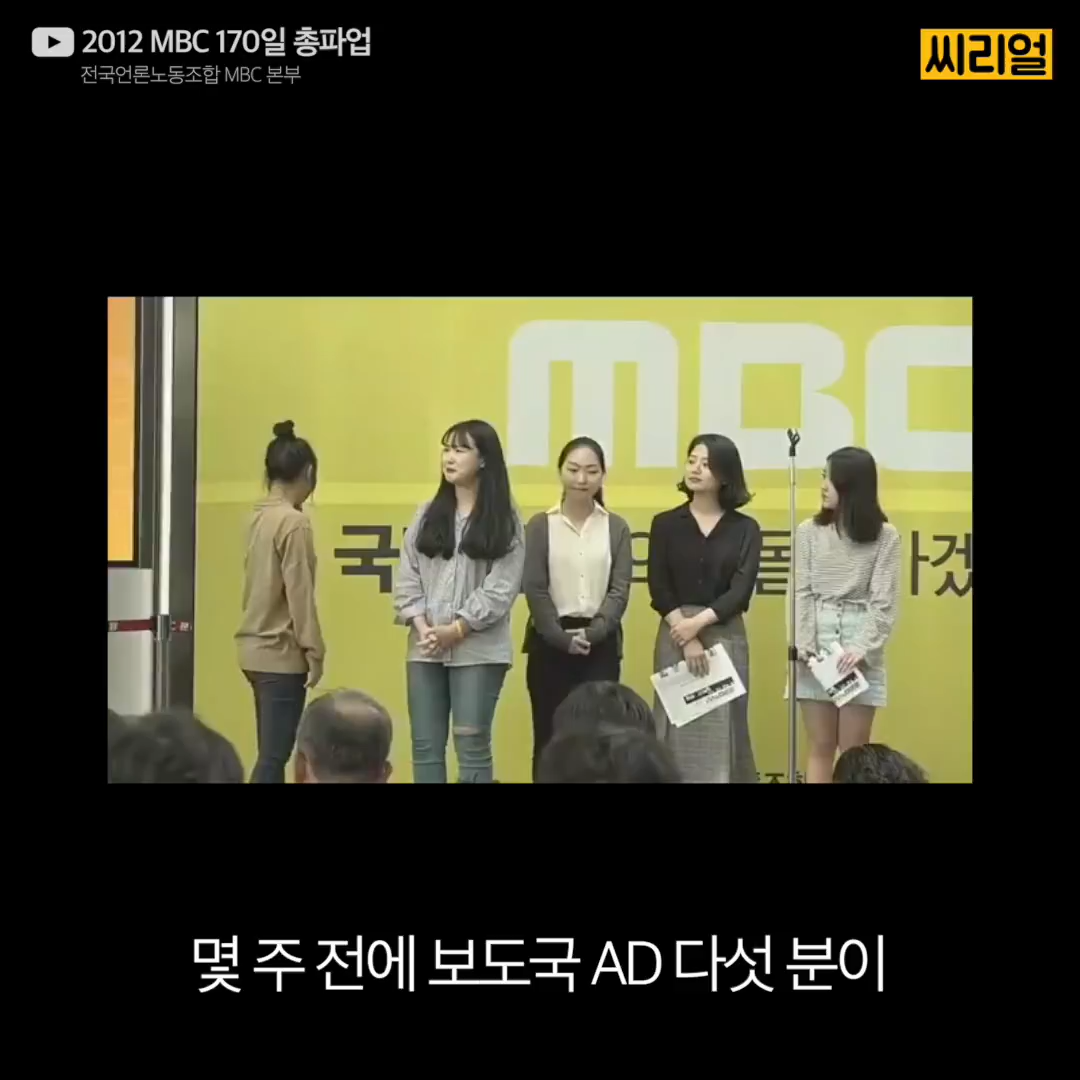 2012 MBC 170일 총파업
전국언론노동조합 MBC 본부
씨리얼
MBC
국
몇 주 전에 보도국 AD 다섯 분이